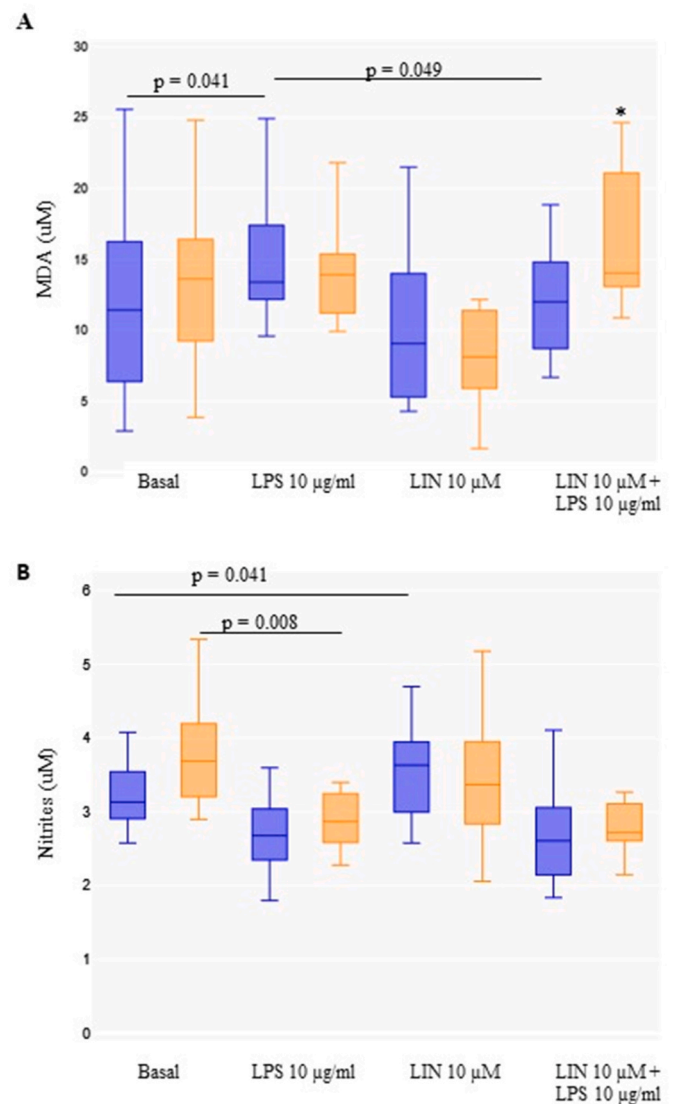 A
30
p = 0.041
p = 0.049
25
*
20
MDA (uM)
15
10
5
0
Basal
LPS 10 µg/ml
LIN 10 µM
LIN 10 µM +
LPS 10 µg/ml
B
6
p = 0.041
p = 0.008
5
4
Nitrites (uM)
3
2
1
0
Basal
LPS 10 µg/ml
LIN 10 µM
LIN 10 µM +
LPS 10 µg/ml